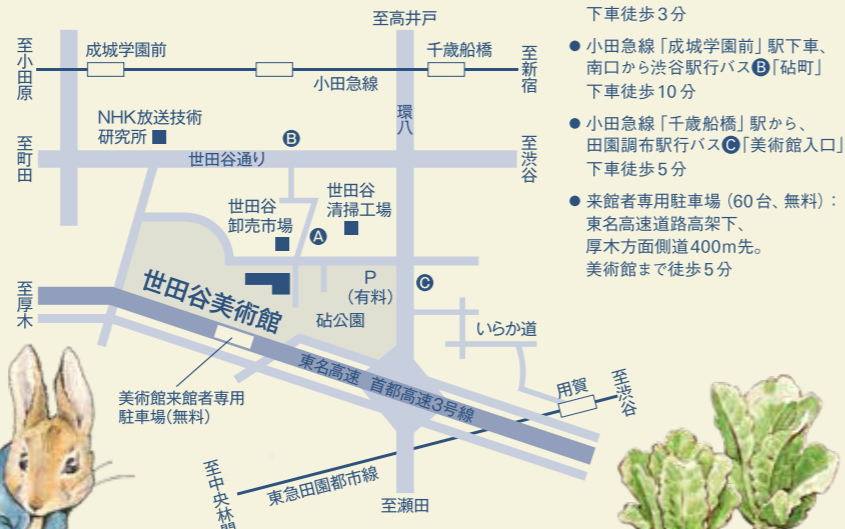 至高井戸
至小田原
成城学園前
千歳船橋
至新宿
小田急線
NHK放送技術
研究所
環八
至町田
B
世田谷通り
至渋谷
世田谷
卸売市場
世田谷
清掃工場
A
至厚木
世田谷美術館
P
(有料)
C
砧公園
いらか道
東名高速 首都高速3号線
美術館来館者専用
駐車場(無料)
用賀
至渋谷
至中央林間
東急田園都市線
至瀬田
下車徒歩3分
● 小田急線「成城学園前」駅下車、
南口から渋谷駅行バスB「砧町」
下車徒歩10分
● 小田急線「千歳船橋」駅から、
田園調布駅行バスC「美術館入口」
下車徒歩5分
● 来館者専用駐車場(60台、無料):
東名高速道路高架下、
厚木方面側道400m先。
美術館まで徒歩5分